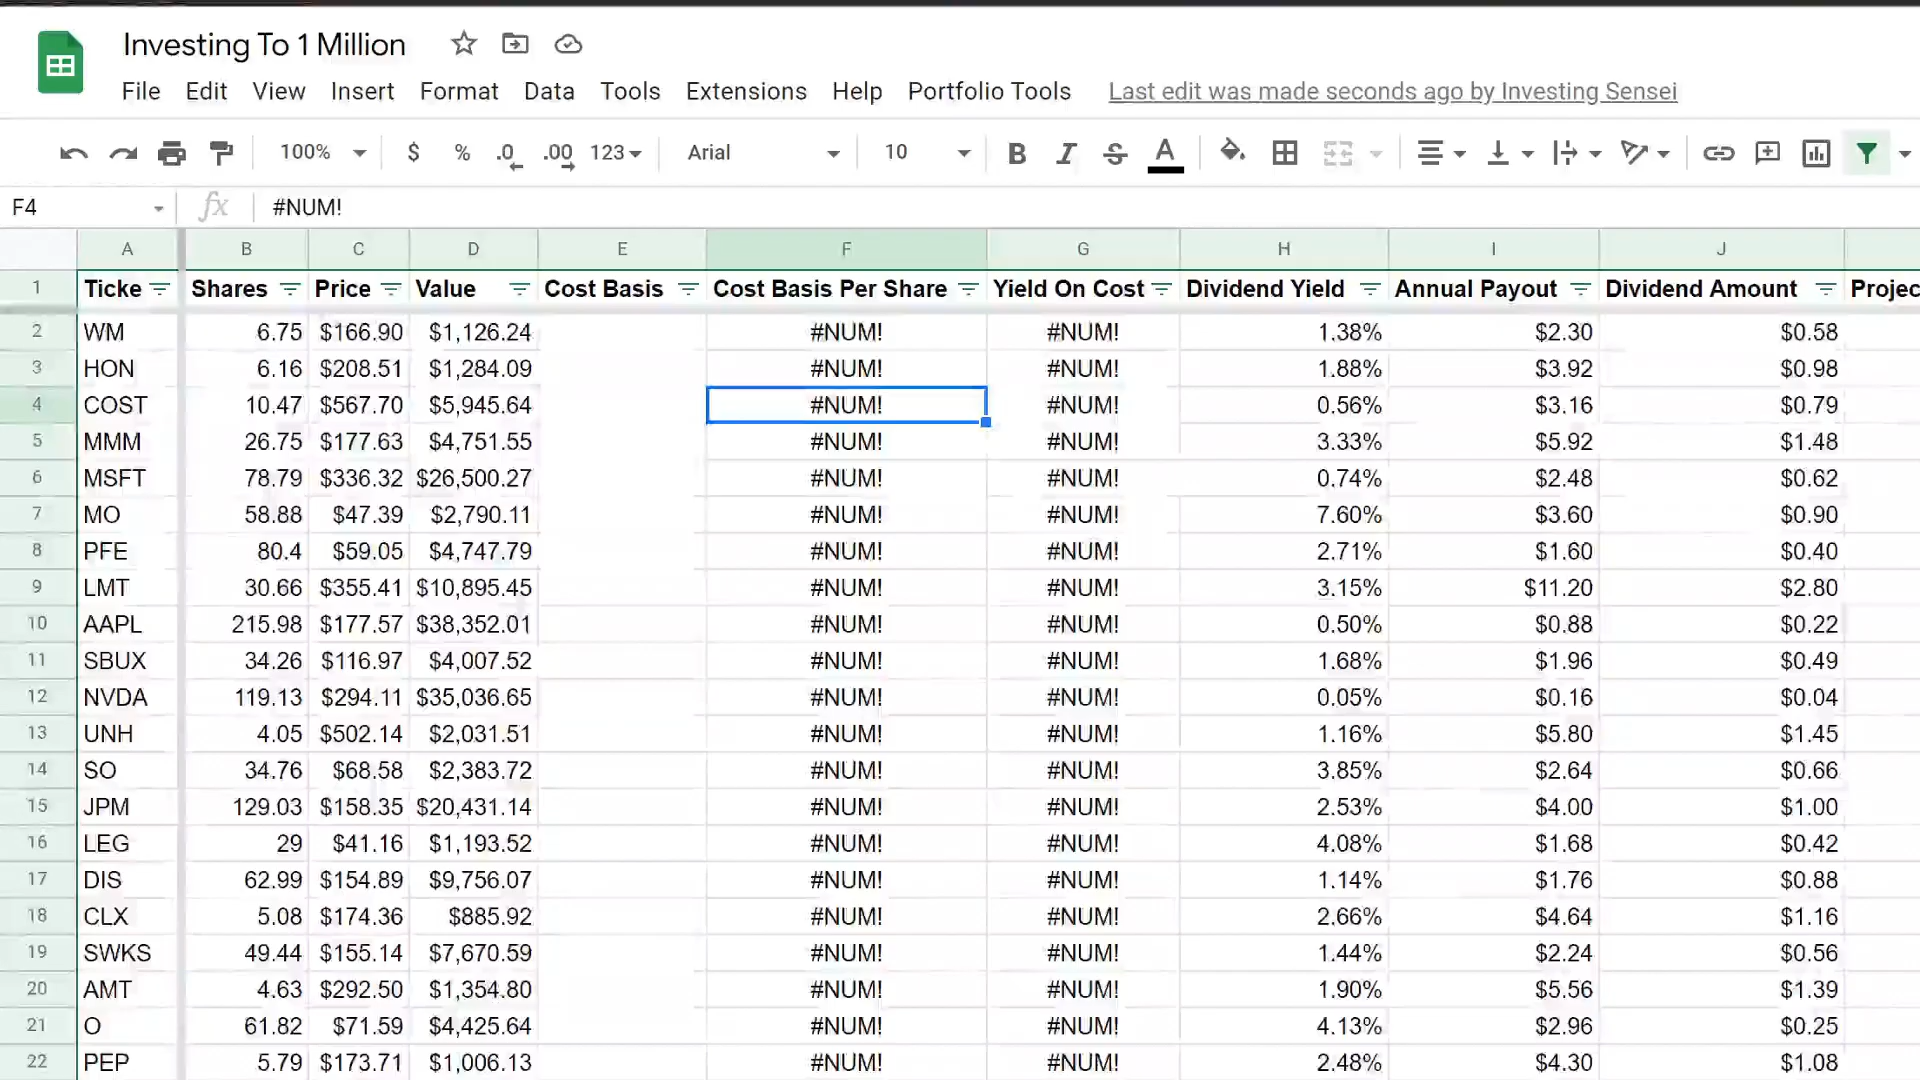 Investing To 1 Million
File Edit View Insert Format Data Tools Extensions Help Portfolio Tools Last edit was made seconds ago by Investing Sensei
100% $ % .0 .00 123 Arial 10 B I S A
F4 fx #NUM!
A B C D E F G H I J
1 Ticke Shares Price Value Cost Basis Cost Basis Per Share Yield On Cost Dividend Yield Annual Payout Dividend Amount Projec
2 WM 6.75 $166.90 $1,126.24 #NUM! #NUM! 1.38% $2.30 $0.58
3 HON 6.16 $208.51 $1,284.09 #NUM! #NUM! 1.88% $3.92 $0.98
4 COST 10.47 $567.70 $5,945.64 #NUM! #NUM! 0.56% $3.16 $0.79
5 MMM 26.75 $177.63 $4,751.55 #NUM! #NUM! 3.33% $5.92 $1.48
6 MSFT 78.79 $336.32 $26,500.27 #NUM! #NUM! 0.74% $2.48 $0.62
7 MO 58.88 $47.39 $2,790.11 #NUM! #NUM! 7.60% $3.60 $0.90
8 PFE 80.4 $59.05 $4,747.79 #NUM! #NUM! 2.71% $1.60 $0.40
9 LMT 30.66 $355.41 $10,895.45 #NUM! #NUM! 3.15% $11.20 $2.80
10 AAPL 215.98 $177.57 $38,352.01 #NUM! #NUM! 0.50% $0.88 $0.22
11 SBUX 34.26 $116.97 $4,007.52 #NUM! #NUM! 1.68% $1.96 $0.49
12 NVDA 119.13 $294.11 $35,036.65 #NUM! #NUM! 0.05% $0.16 $0.04
13 UNH 4.05 $502.14 $2,031.51 #NUM! #NUM! 1.16% $5.80 $1.45
14 SO 34.76 $68.58 $2,383.72 #NUM! #NUM! 3.85% $2.64 $0.66
15 JPM 129.03 $158.35 $20,431.14 #NUM! #NUM! 2.53% $4.00 $1.00
16 LEG 29 $41.16 $1,193.52 #NUM! #NUM! 4.08% $1.68 $0.42
17 DIS 62.99 $154.89 $9,756.07 #NUM! #NUM! 1.14% $1.76 $0.88
18 CLX 5.08 $174.36 $885.92 #NUM! #NUM! 2.66% $4.64 $1.16
19 SWKS 49.44 $155.14 $7,670.59 #NUM! #NUM! 1.44% $2.24 $0.56
20 AMT 4.63 $292.50 $1,354.80 #NUM! #NUM! 1.90% $5.56 $1.39
21 O 61.82 $71.59 $4,425.64 #NUM! #NUM! 4.13% $2.96 $0.25
22 PEP 5.79 $173.71 $1,006.13 #NUM! #NUM! 2.48% $4.30 $1.08